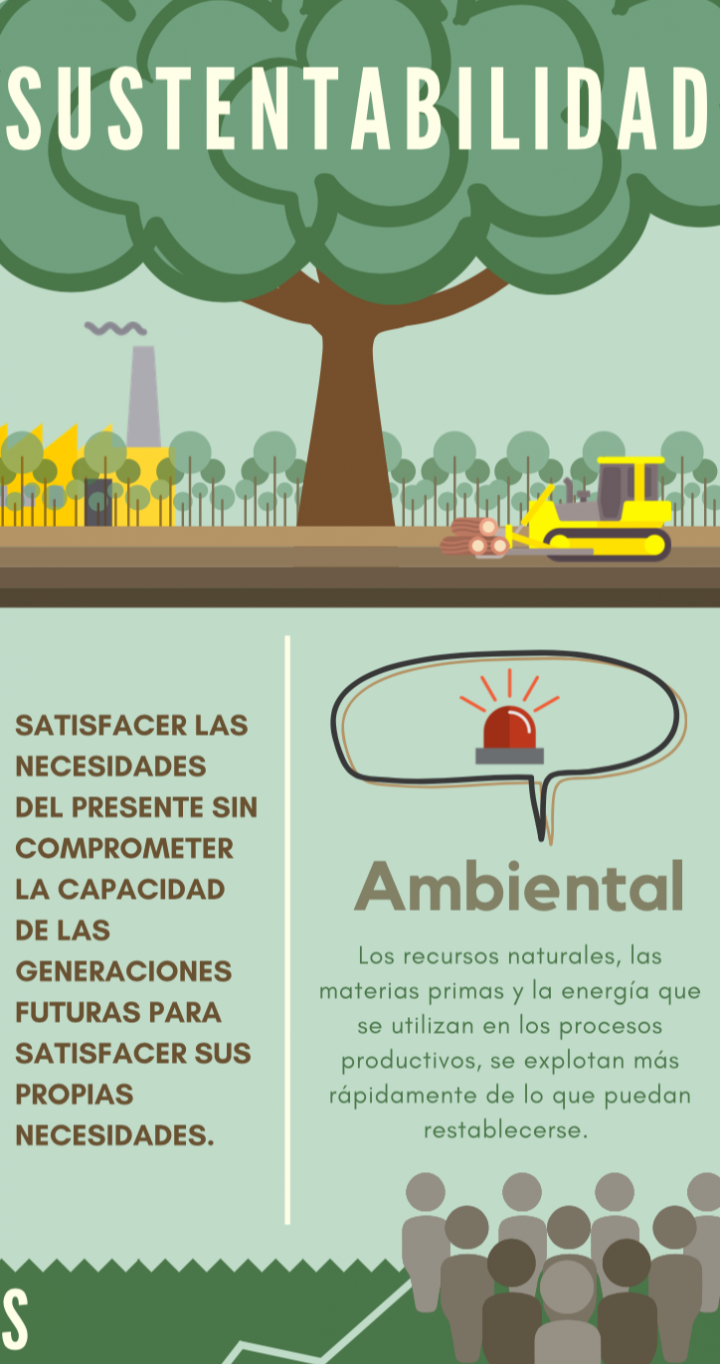 SUSTENTABILIDAD
SATISFACER LAS
NECESIDADES
DEL PRESENTE SIN
COMPROMETER
LA CAPACIDAD
DE LAS
GENERACIONES
FUTURAS PARA
SATISFACER SUS
PROPIAS
NECESIDADES.
Ambiental
Los recursos naturales, las
materias primas y la energía que
se utilizan en los procesos
productivos, se explotan más
rápidamente de lo que puedan
restablecerse.
S